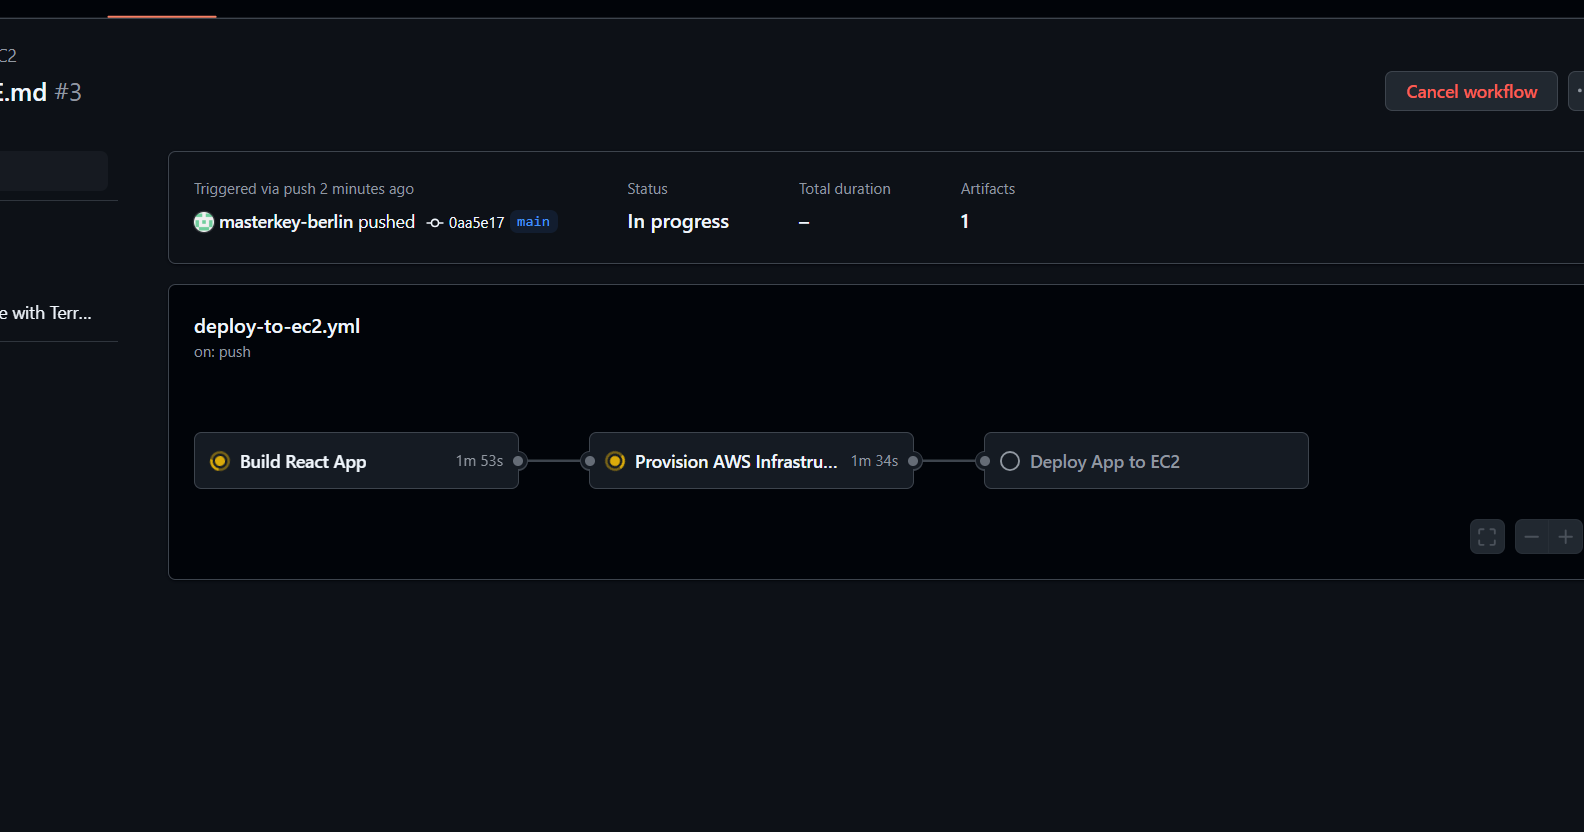 C2
E.md #3
Cancel workflow
Triggered via push 2 minutes ago
Status
Total duration
Artifacts
masterkey-berlin pushed 0aa5e17 main
In progress
–
1
e with Terr...
deploy-to-ec2.yml
on: push
Build React App
1m 53s
Provision AWS Infrastru...
1m 34s
Deploy App to EC2